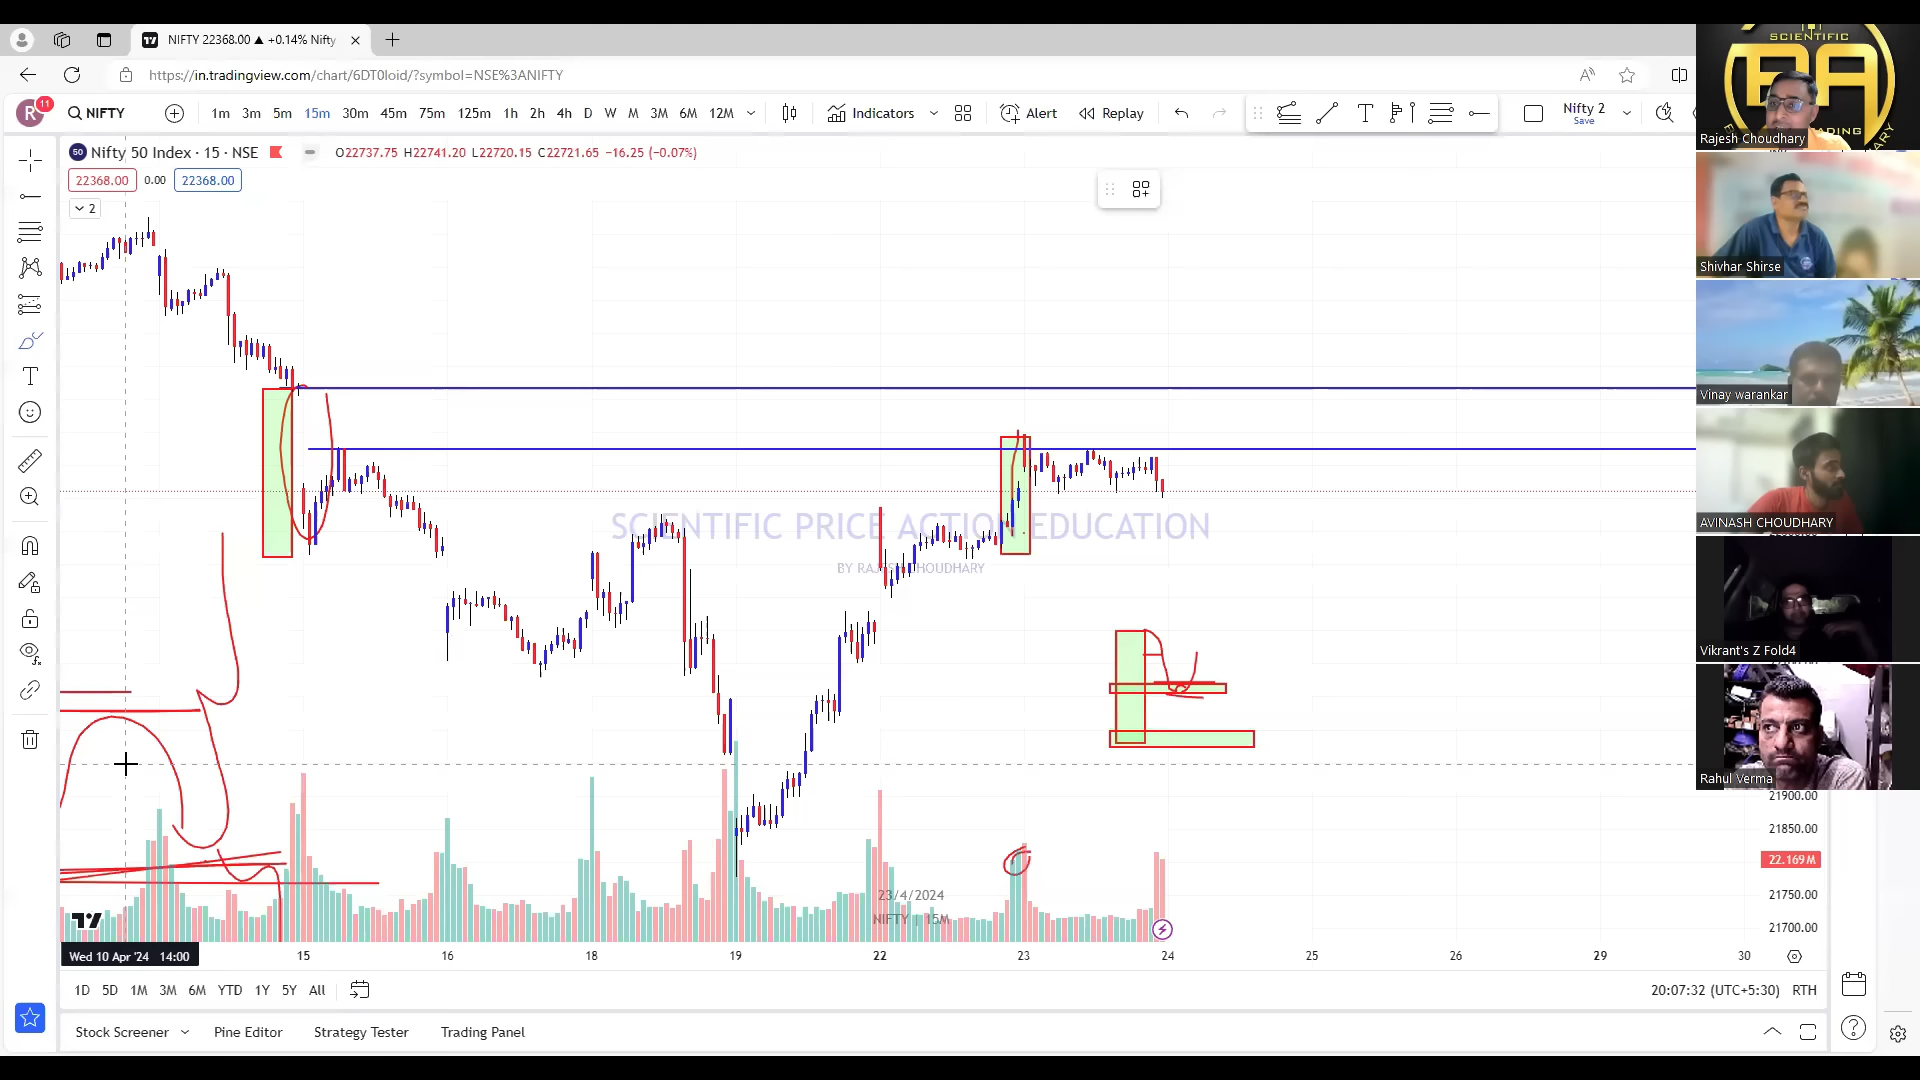 NIFTY 22368.00 ▲ +0.14% Nifty
https://in.tradingview.com/chart/6DT0loid/?symbol=NSE%3ANIFTY
R 11 NIFTY 1m 3m 5m 15m 30m 45m 75m 125m 1h 2h 4h D W M 3M 6M 12M Indicators Alert Replay Nifty 2
Save
50 Nifty 50 Index · 15 · NSE O22737.75 H22741.20 L22720.15 C22721.65 −16.25 (−0.07%)
22368.00 0.00 22368.00
2
SCIENTIFIC PRICE ACTION EDUCATION
BY RAJESH CHOUDHARY
SCIENTIFIC
Rajesh Choudhary
Shivhar Shirse
Vinay warankar
AVINASH CHOUDHARY
Vikrant's Z Fold4
Rahul Verma
21900.00
21850.00
22.169M
21750.00
21700.00
23/4/2024
NIFTY | 15M
Wed 10 Apr '24 14:00 15 16 18 19 22 23 24 25 26 29 30
1D 5D 1M 3M 6M YTD 1Y 5Y All 20:07:32 (UTC+5:30) RTH
Stock Screener Pine Editor Strategy Tester Trading Panel